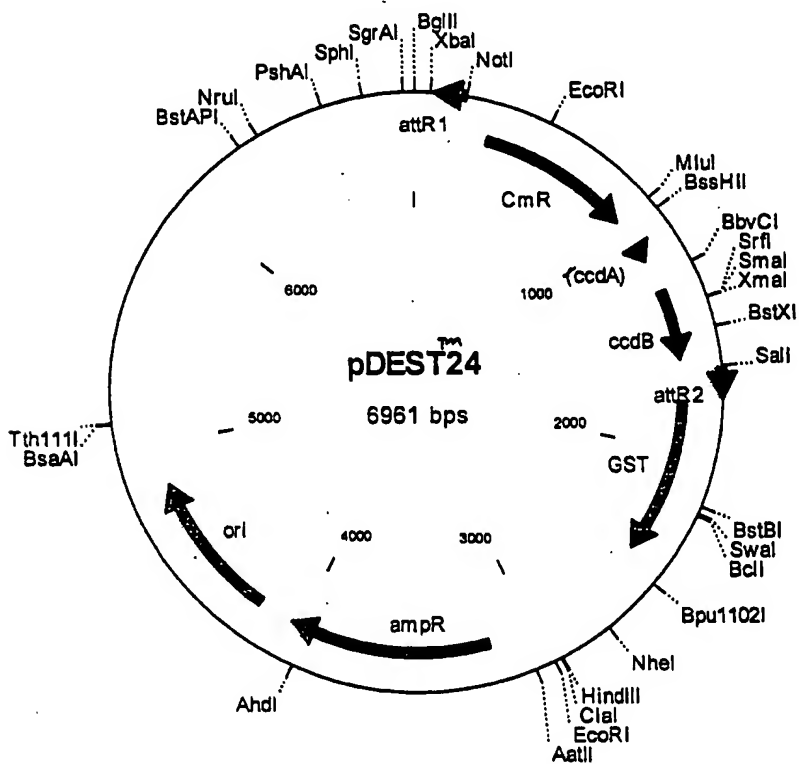 BglII
SgrAI
XbaI
SphI
NotI
PshAI
EcoRI
NruI
BstAPI
attR1
MluI
BssHII
CmR
BbvCI
SrfI
SmaI
XmaI
(ccdA)
1000
6000
BstXI
ccdB
SalI
pDEST™24
attR2
6961 bps
5000
2000
Tth111I
BsaAI
GST
BstBI
SwaI
BclI
ori
4000
3000
Bpu1102I
ampR
NheI
HindIII
ClaI
EcoRI
AatII
AhdI